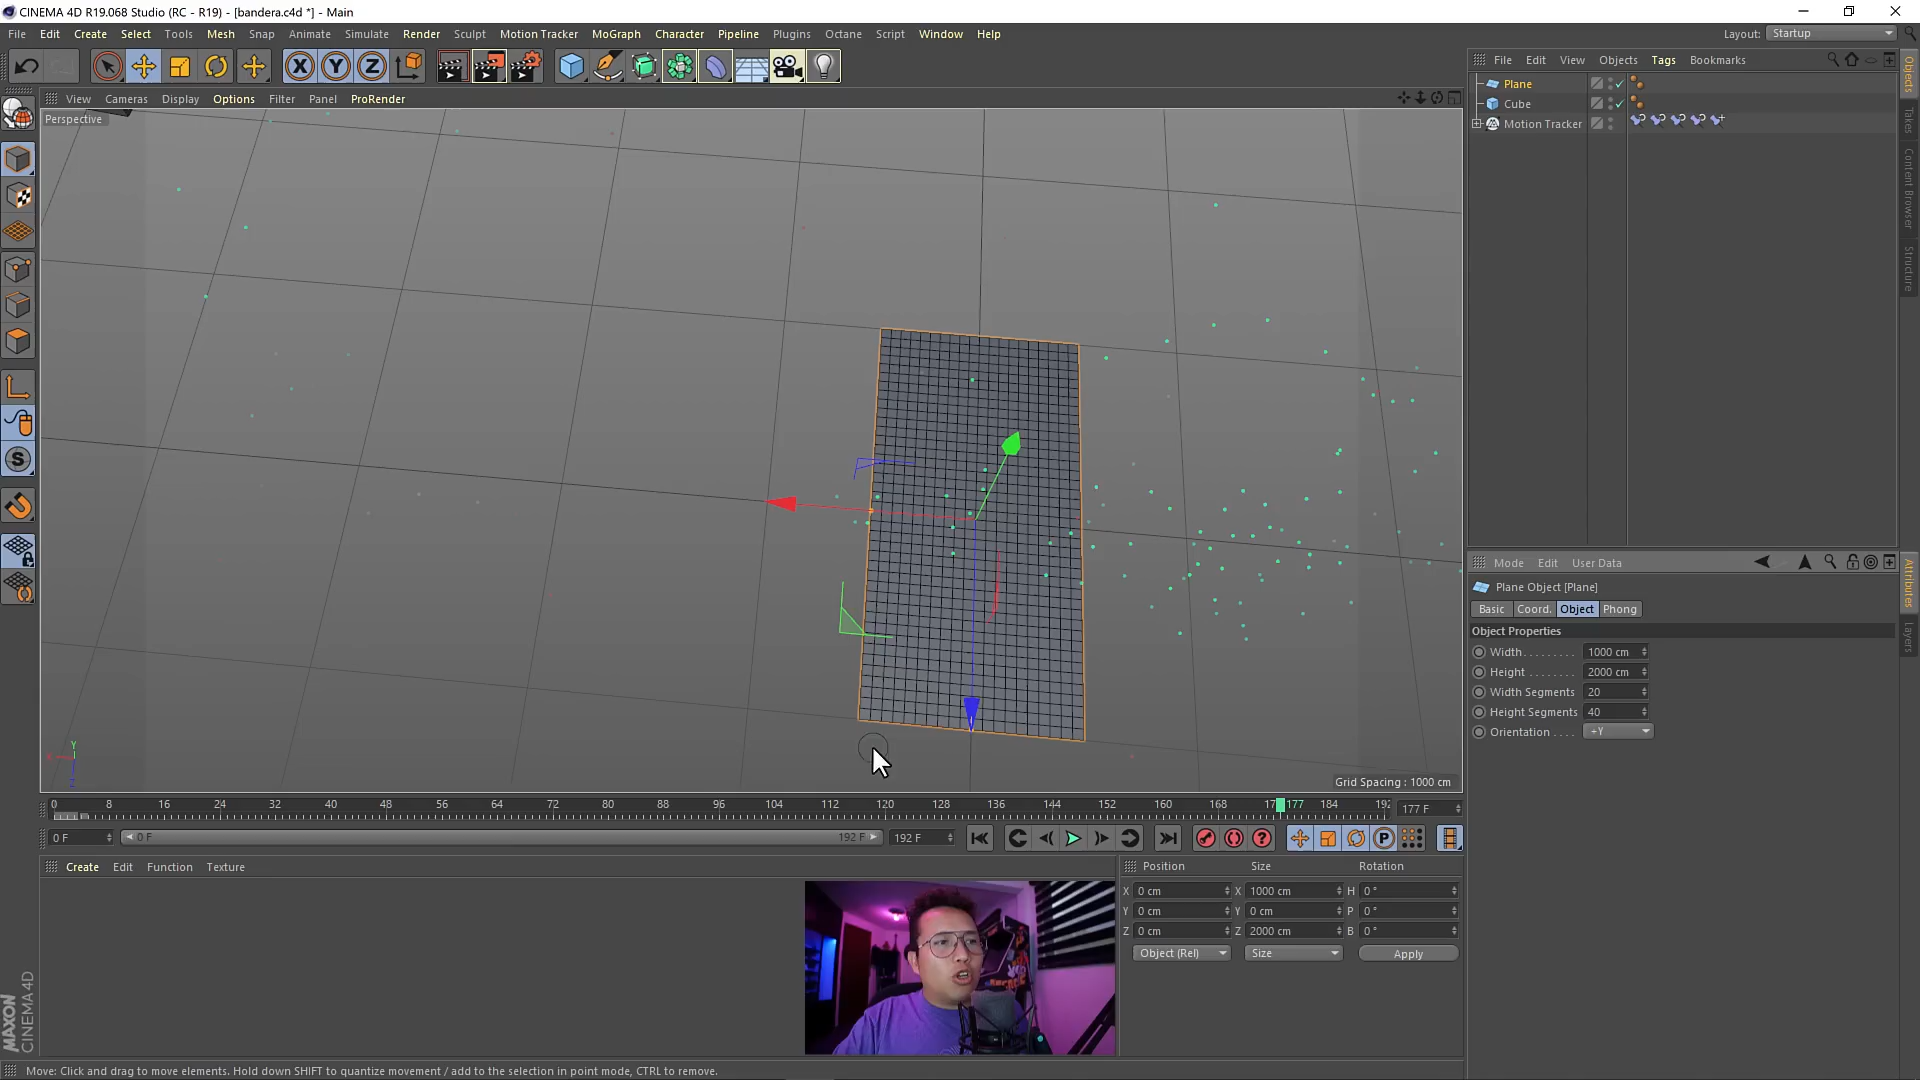 CINEMA 4D R19.068 Studio (RC - R19) - [bandera.c4d *] - Main
File Edit Create Select Tools Mesh Snap Animate Simulate Render Sculpt Motion Tracker MoGraph Character Pipeline Plugins Octane Script Window Help
Layout: Startup
File Edit View Objects Tags Bookmarks
View Cameras Display Options Filter Panel ProRender
Perspective
Plane
Cube
Motion Tracker
Objects
Takes
Content Browser
Structure
Mode Edit User Data
Plane Object [Plane]
Basic Coord. Object Phong
Object Properties
Width 1000 cm
Height 2000 cm
Width Segments 20
Height Segments 40
Orientation +Y
Attributes
Layers
Y
X
Z
Grid Spacing : 1000 cm
0 8 16 24 32 40 48 56 64 72 80 88 96 104 112 120 128 136 144 152 160 168 177 184 192
177 F
0 F 0 F 192 F 192 F
Create Edit Function Texture
Position Size Rotation
X 0 cm X 1000 cm H 0 °
Y 0 cm Y 0 cm P 0 °
Z 0 cm Z 2000 cm B 0 °
Object (Rel) Size Apply
MAXON
CINEMA 4D
Move: Click and drag to move elements. Hold down SHIFT to quantize movement / add to the selection in point mode, CTRL to remove.